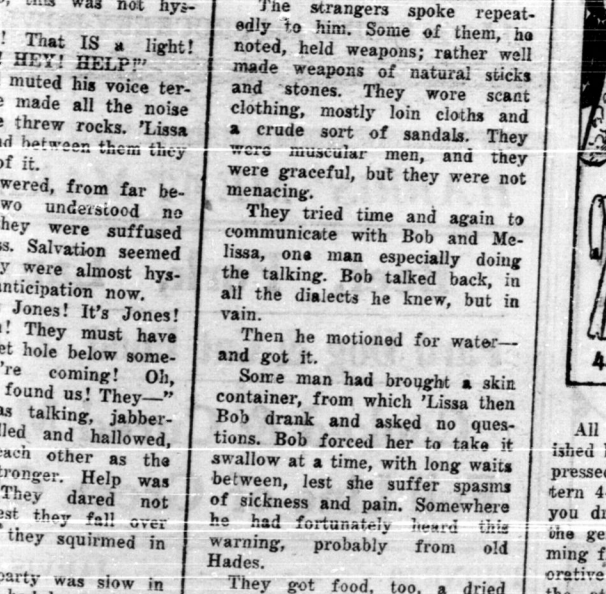 this was not hys-
! That IS a light!
! HEY! HELP!"
muted his voice ter-
made all the noise
threw rocks. 'Lissa
nd between them they
of it.
wered, from far be-
two understood no
hey were suffused
ss. Salvation seemed
y were almost hys-
anticipation now.
Jones! It's Jones!
! They must have
et hole below some-
're coming! Oh,
found us! They—"
as talking, jabber-
lled and hallowed,
each other as the
tronger. Help was
They dared not
est they fall over
they squirmed in
party was slow in
The strangers spoke repeat-
edly to him. Some of them, he
noted, held weapons; rather well
made weapons of natural sticks
and stones. They wore scant
clothing, mostly loin cloths and
a crude sort of sandals. They
were muscular men, and they
were graceful, but they were not
menacing.
They tried time and again to
communicate with Bob and Me-
lissa, one man especially doing
the talking. Bob talked back, in
all the dialects he knew, but in
vain.
Then he motioned for water—
and got it.
Some man had brought a skin
container, from which 'Lissa then
Bob drank and asked no ques-
tions. Bob forced her to take it
swallow at a time, with long waits
between, lest she suffer spasms
of sickness and pain. Somewhere
he had fortunately heard this
warning, probably from old
Hades.
They got food, too, a dried
4
All
ished
pressed
tern 4
you
the ge
ming f
orative